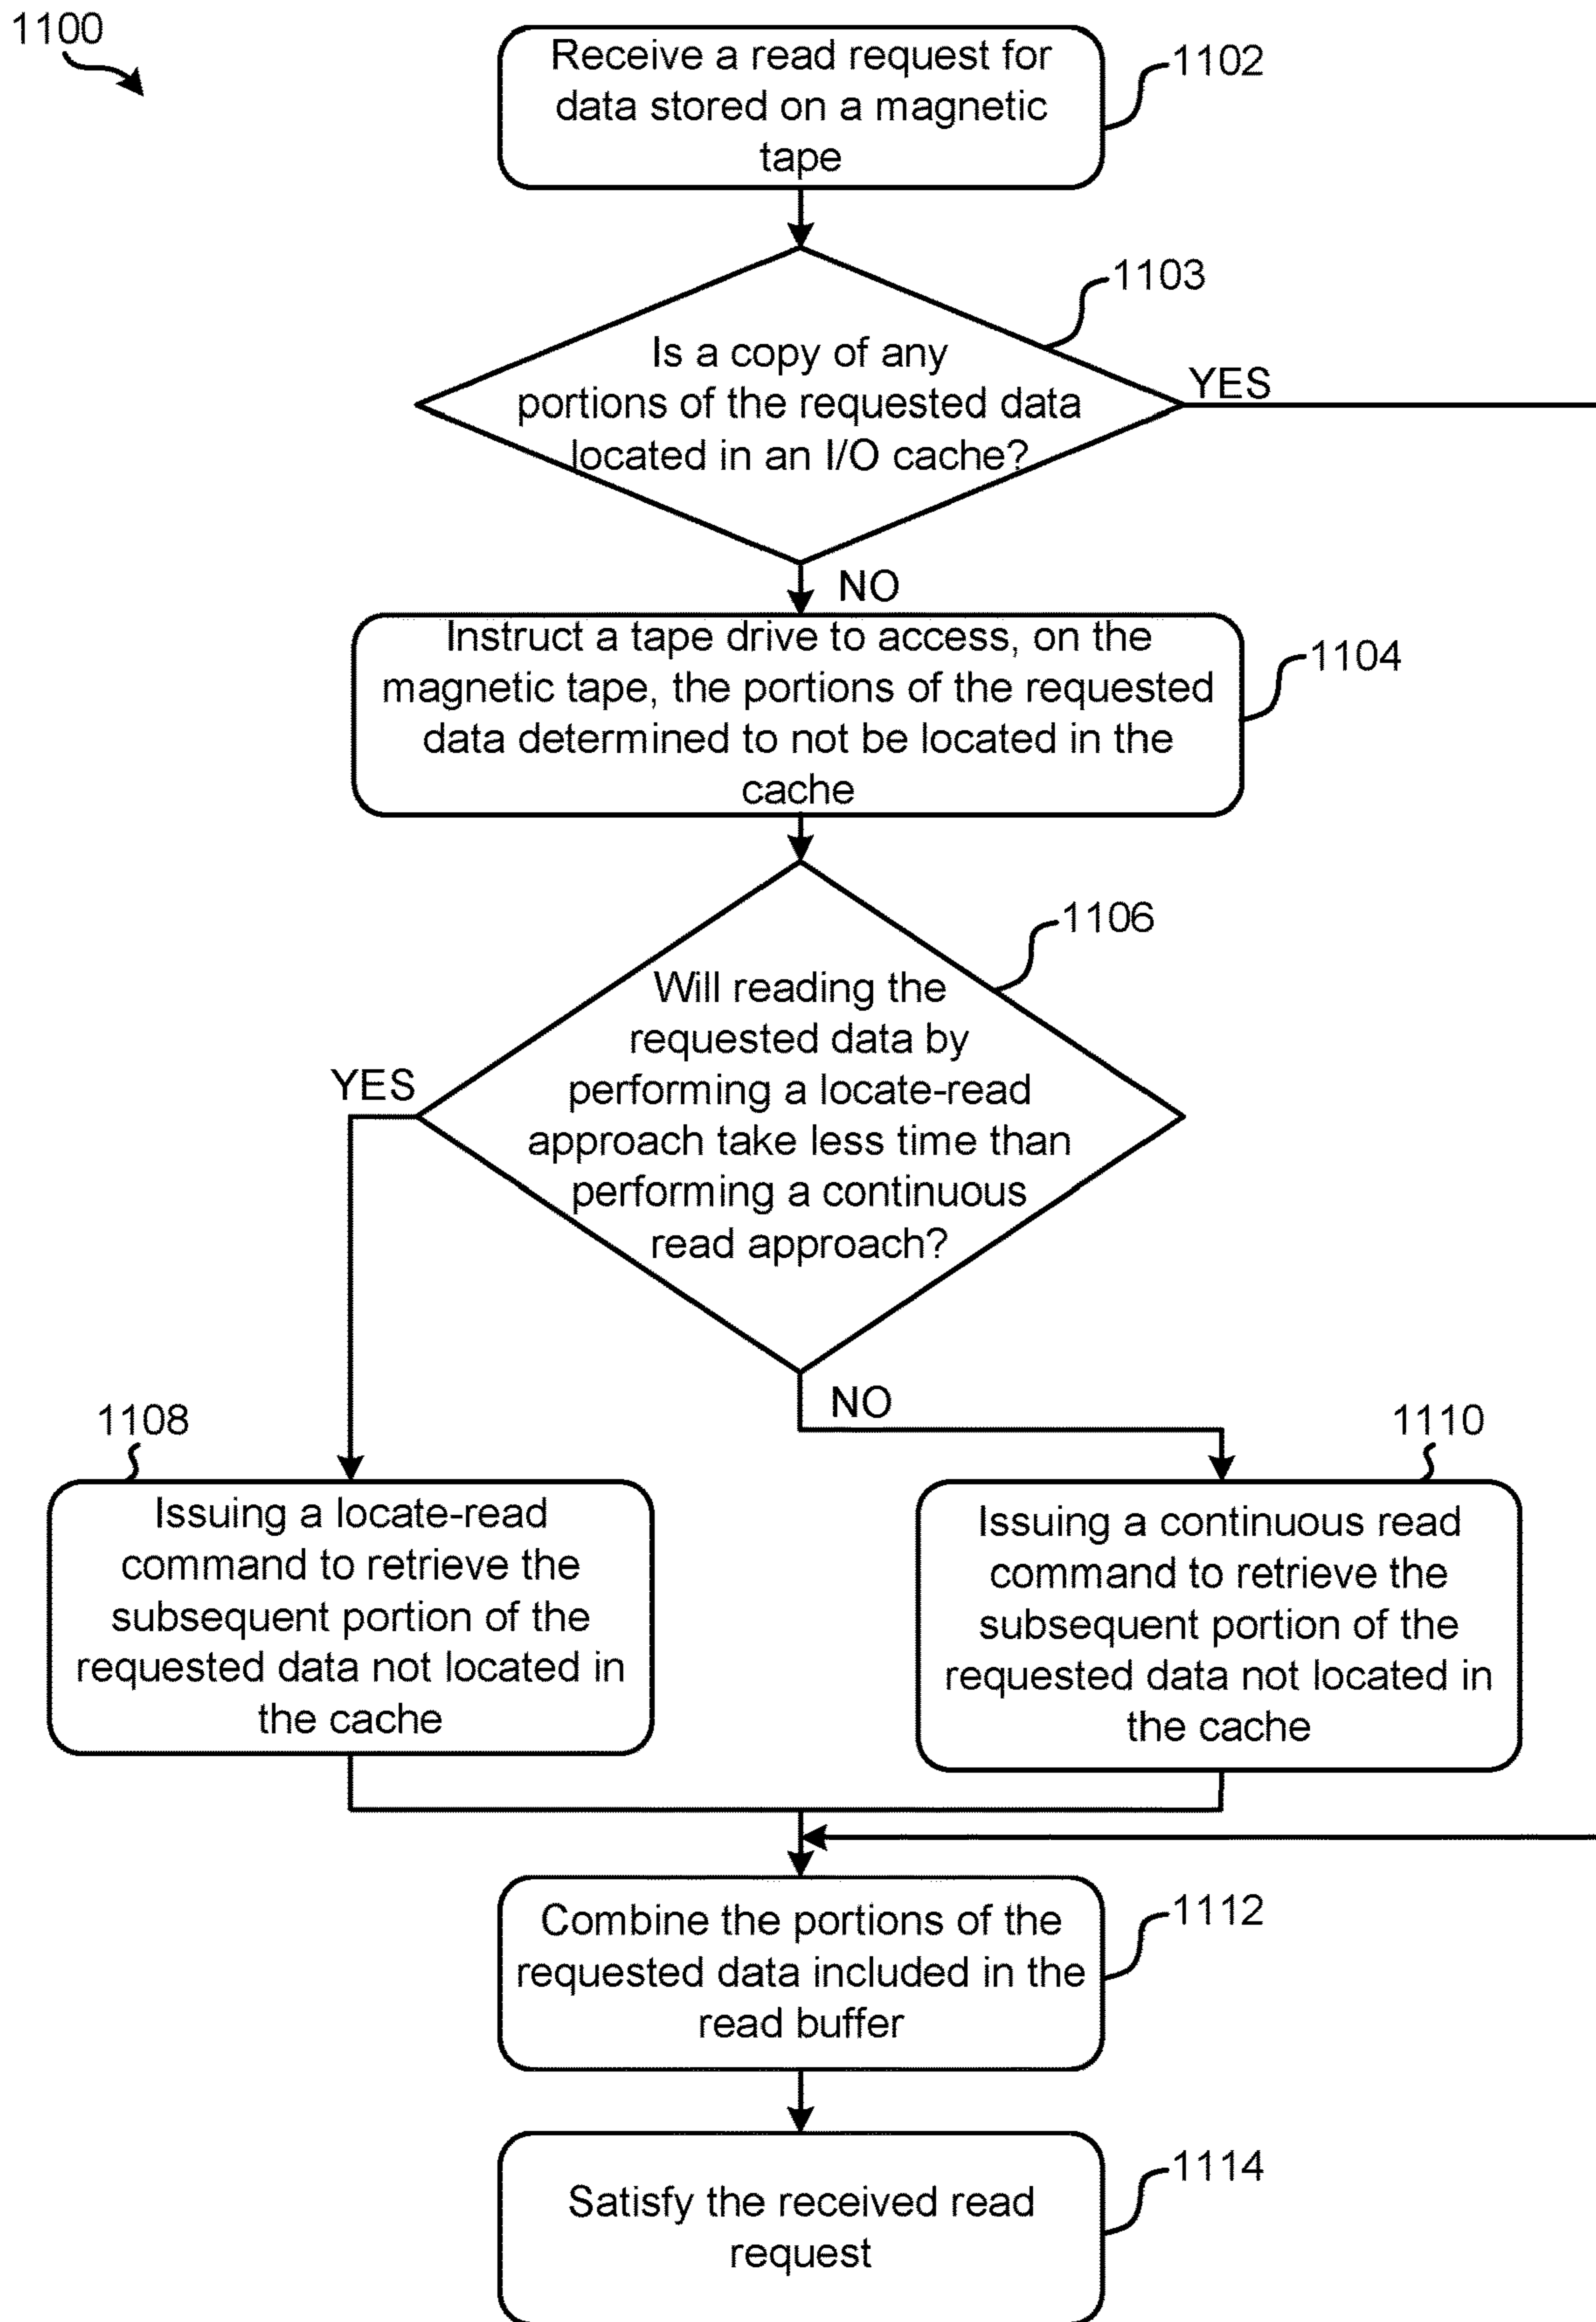 1100
Receive a read request for
data stored on a magnetic
tape
1102
1103
Is a copy of any
portions of the requested data
located in an I/O cache?
YES
NO
Instruct a tape drive to access, on the
magnetic tape, the portions of the requested
data determined to not be located in the
cache
1104
1106
Will reading the
requested data by
performing a locate-read
approach take less time than
performing a continuous
read approach?
YES
NO
1108
Issuing a locate-read
command to retrieve the
subsequent portion of the
requested data not located in
the cache
1110
Issuing a continuous read
command to retrieve the
subsequent portion of the
requested data not located in
the cache
Combine the portions of the
requested data included in the
read buffer
1112
Satisfy the received read
request
1114